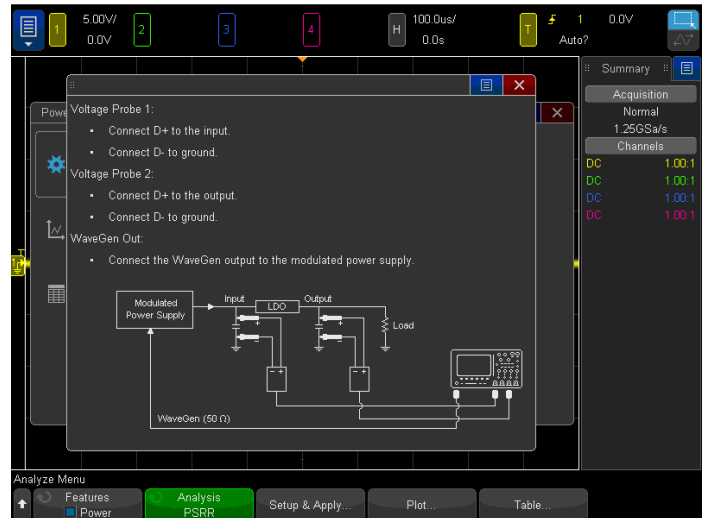 1
5.00V/
0.0V
2
3
4
H
100.0us/
0.0s
T
1
0.0V
Auto?
Summary
Acquisition
Normal
1.25GSa/s
Channels
DC 1.00:1
DC 1.00:1
DC 1.00:1
DC 1.00:1
Powe
Voltage Probe 1:
• Connect D+ to the input.
• Connect D- to ground.
Voltage Probe 2:
• Connect D+ to the output.
• Connect D- to ground.
WaveGen Out:
• Connect the WaveGen output to the modulated power supply.
Modulated
Power Supply
Input
LDO
Output
+
-
+
-
Load
- +
- +
WaveGen (50 Ω)
T
1
Analyze Menu
Features
Power
Analysis
PSRR
Setup & Apply...
Plot...
Table...